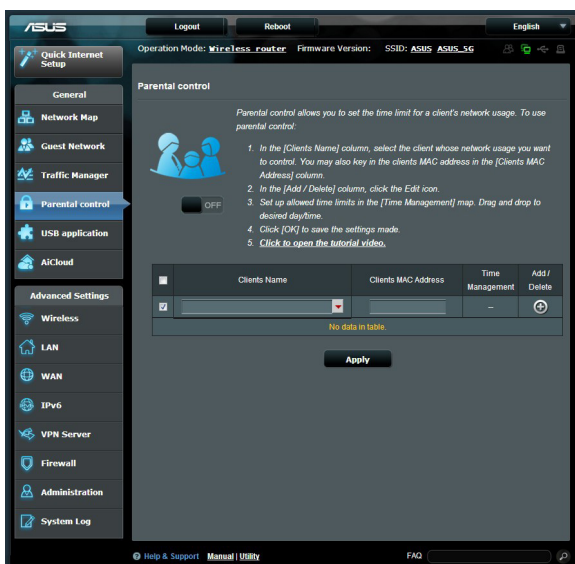 ASUS
Logout
Reboot
English
Quick Internet
Setup
Operation Mode: Wireless router Firmware Version: SSID: ASUS ASUS_5G
General
Network Map
Guest Network
Traffic Manager
Parental control
USB application
AiCloud
Advanced Settings
Wireless
LAN
WAN
IPv6
VPN Server
Firewall
Administration
System Log
Parental control
Parental control allows you to set the time limit for a client's network usage. To use
parental control:
1. In the [Clients Name] column, select the client whose network usage you want
to control. You may also key in the clients MAC address in the [Clients MAC
Address] column.
2. In the [Add / Delete] column, click the Edit icon.
3. Set up allowed time limits in the [Time Management] map. Drag and drop to
desired day/time.
4. Click [OK] to save the settings made.
5. Click to open the tutorial video.
OFF
Clients Name
Clients MAC Address
Time
Management
Add /
Delete
--
No data in table.
Apply
Help & Support Manual | Utility
FAQ